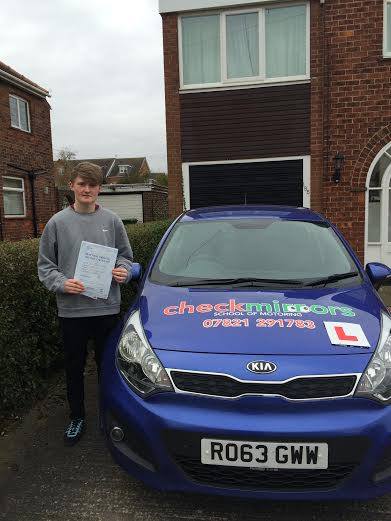 checkmirrors
SCHOOL OF MOTORING
07821 291783
L
KIA
RO63 GWW